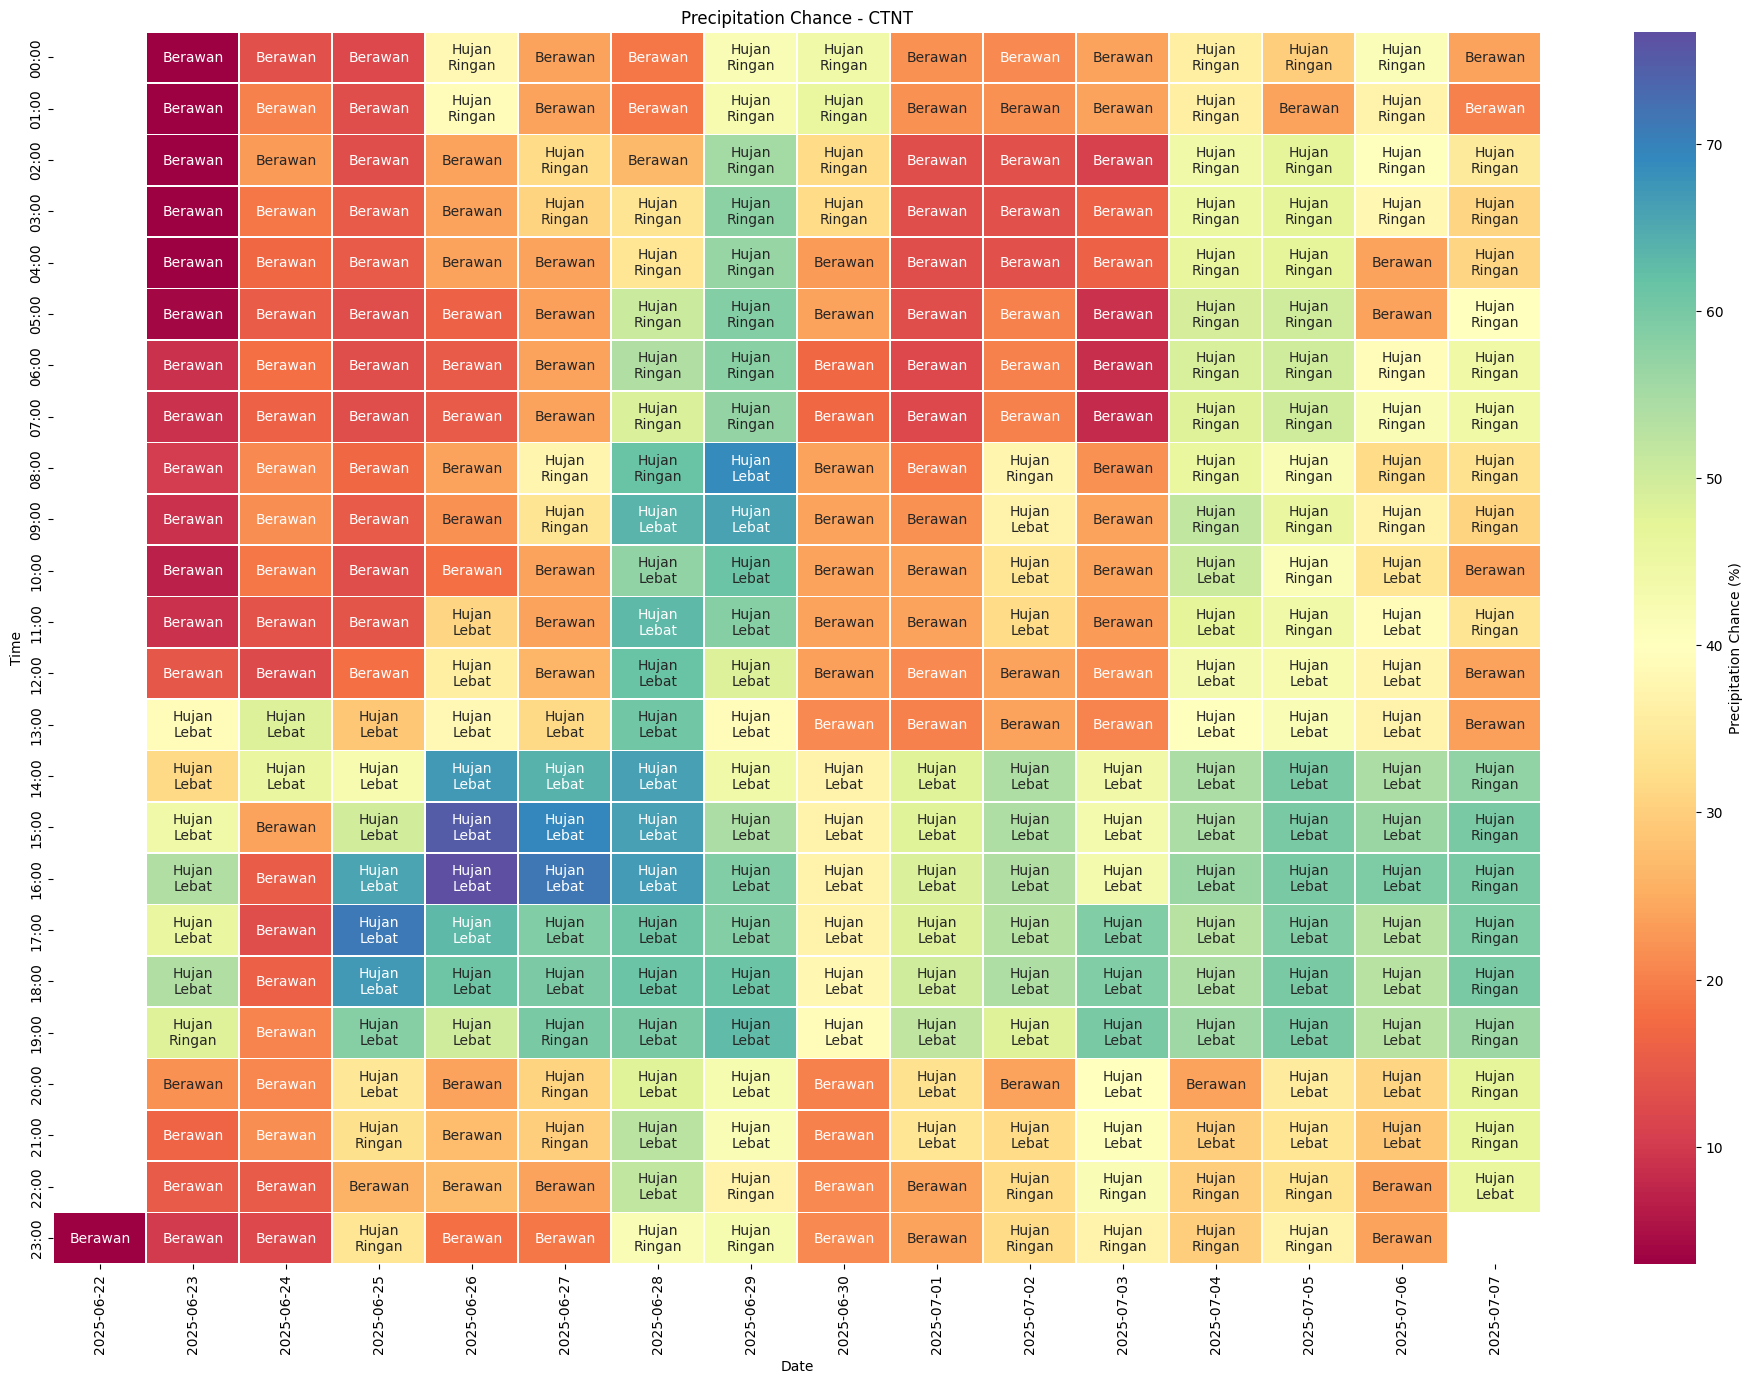 Precipitation Chance - CTNT
00:00 Berawan Berawan Berawan Hujan Ringan Berawan Berawan Hujan Ringan Hujan Ringan Berawan Berawan Berawan Hujan Ringan Hujan Ringan Hujan Ringan Berawan
01:00 Berawan Berawan Berawan Hujan Ringan Berawan Berawan Hujan Ringan Hujan Ringan Berawan Berawan Berawan Hujan Ringan Berawan Hujan Ringan Berawan
02:00 Berawan Berawan Berawan Berawan Hujan Ringan Berawan Hujan Ringan Hujan Ringan Berawan Berawan Berawan Hujan Ringan Hujan Ringan Hujan Ringan Hujan Ringan
03:00 Berawan Berawan Berawan Berawan Hujan Ringan Hujan Ringan Hujan Ringan Hujan Ringan Berawan Berawan Berawan Hujan Ringan Hujan Ringan Hujan Ringan Hujan Ringan
04:00 Berawan Berawan Berawan Berawan Berawan Hujan Ringan Hujan Ringan Berawan Berawan Berawan Berawan Hujan Ringan Hujan Ringan Berawan Hujan Ringan
05:00 Berawan Berawan Berawan Berawan Berawan Hujan Ringan Hujan Ringan Berawan Berawan Berawan Berawan Hujan Ringan Hujan Ringan Berawan Hujan Ringan
06:00 Berawan Berawan Berawan Berawan Berawan Hujan Ringan Hujan Ringan Berawan Berawan Berawan Berawan Hujan Ringan Hujan Ringan Hujan Ringan Hujan Ringan
07:00 Berawan Berawan Berawan Berawan Berawan Hujan Ringan Hujan Ringan Berawan Berawan Berawan Berawan Hujan Ringan Hujan Ringan Hujan Ringan Hujan Ringan
08:00 Berawan Berawan Berawan Berawan Hujan Ringan Hujan Ringan Hujan Lebat Berawan Berawan Hujan Ringan Berawan Hujan Ringan Hujan Ringan Hujan Ringan Hujan Ringan
09:00 Berawan Berawan Berawan Berawan Hujan Ringan Hujan Lebat Hujan Lebat Berawan Berawan Hujan Lebat Berawan Hujan Ringan Hujan Ringan Hujan Ringan Hujan Ringan
10:00 Berawan Berawan Berawan Berawan Berawan Hujan Lebat Hujan Lebat Berawan Berawan Hujan Lebat Berawan Hujan Lebat Hujan Ringan Hujan Lebat Berawan
11:00 Berawan Berawan Berawan Hujan Lebat Berawan Hujan Lebat Hujan Lebat Berawan Berawan Hujan Lebat Berawan Hujan Lebat Hujan Ringan Hujan Lebat Hujan Ringan
12:00 Berawan Berawan Berawan Hujan Lebat Berawan Hujan Lebat Hujan Lebat Berawan Berawan Berawan Berawan Hujan Lebat Hujan Lebat Hujan Lebat Berawan
13:00 Hujan Lebat Hujan Lebat Hujan Lebat Hujan Lebat Hujan Lebat Hujan Lebat Hujan Lebat Berawan Berawan Berawan Berawan Hujan Lebat Hujan Lebat Hujan Lebat Berawan
14:00 Hujan Lebat Hujan Lebat Hujan Lebat Hujan Lebat Hujan Lebat Hujan Lebat Hujan Lebat Hujan Lebat Hujan Lebat Hujan Lebat Hujan Lebat Hujan Lebat Hujan Lebat Hujan Lebat Hujan Ringan
15:00 Hujan Lebat Berawan Hujan Lebat Hujan Lebat Hujan Lebat Hujan Lebat Hujan Lebat Hujan Lebat Hujan Lebat Hujan Lebat Hujan Lebat Hujan Lebat Hujan Lebat Hujan Lebat Hujan Ringan
16:00 Hujan Lebat Berawan Hujan Lebat Hujan Lebat Hujan Lebat Hujan Lebat Hujan Lebat Hujan Lebat Hujan Lebat Hujan Lebat Hujan Lebat Hujan Lebat Hujan Lebat Hujan Lebat Hujan Ringan
17:00 Hujan Lebat Berawan Hujan Lebat Hujan Lebat Hujan Lebat Hujan Lebat Hujan Lebat Hujan Lebat Hujan Lebat Hujan Lebat Hujan Lebat Hujan Lebat Hujan Lebat Hujan Lebat Hujan Ringan
18:00 Hujan Lebat Berawan Hujan Lebat Hujan Lebat Hujan Lebat Hujan Lebat Hujan Lebat Hujan Lebat Hujan Lebat Hujan Lebat Hujan Lebat Hujan Lebat Hujan Lebat Hujan Lebat Hujan Ringan
19:00 Hujan Ringan Berawan Hujan Lebat Hujan Lebat Hujan Ringan Hujan Lebat Hujan Lebat Hujan Lebat Hujan Lebat Hujan Lebat Hujan Lebat Hujan Lebat Hujan Lebat Hujan Lebat Hujan Ringan
20:00 Berawan Berawan Hujan Lebat Berawan Hujan Ringan Hujan Lebat Hujan Lebat Berawan Hujan Lebat Berawan Hujan Lebat Berawan Hujan Lebat Hujan Lebat Hujan Ringan
21:00 Berawan Berawan Hujan Ringan Berawan Hujan Ringan Hujan Lebat Hujan Lebat Berawan Hujan Lebat Hujan Lebat Hujan Lebat Hujan Lebat Hujan Lebat Hujan Lebat Hujan Ringan
22:00 Berawan Berawan Berawan Berawan Berawan Hujan Lebat Hujan Ringan Berawan Berawan Hujan Ringan Hujan Ringan Hujan Ringan Hujan Ringan Berawan Hujan Lebat
23:00 Berawan Berawan Berawan Hujan Ringan Berawan Berawan Hujan Ringan Hujan Ringan Berawan Berawan Hujan Ringan Hujan Ringan Hujan Ringan Hujan Ringan Berawan
Time
2025-06-22 2025-06-23 2025-06-24 2025-06-25 2025-06-26 2025-06-27 2025-06-28 2025-06-29 2025-06-30 2025-07-01 2025-07-02 2025-07-03 2025-07-04 2025-07-05 2025-07-06 2025-07-07
Date
70
60
50
40
30
20
10
Precipitation Chance (%)